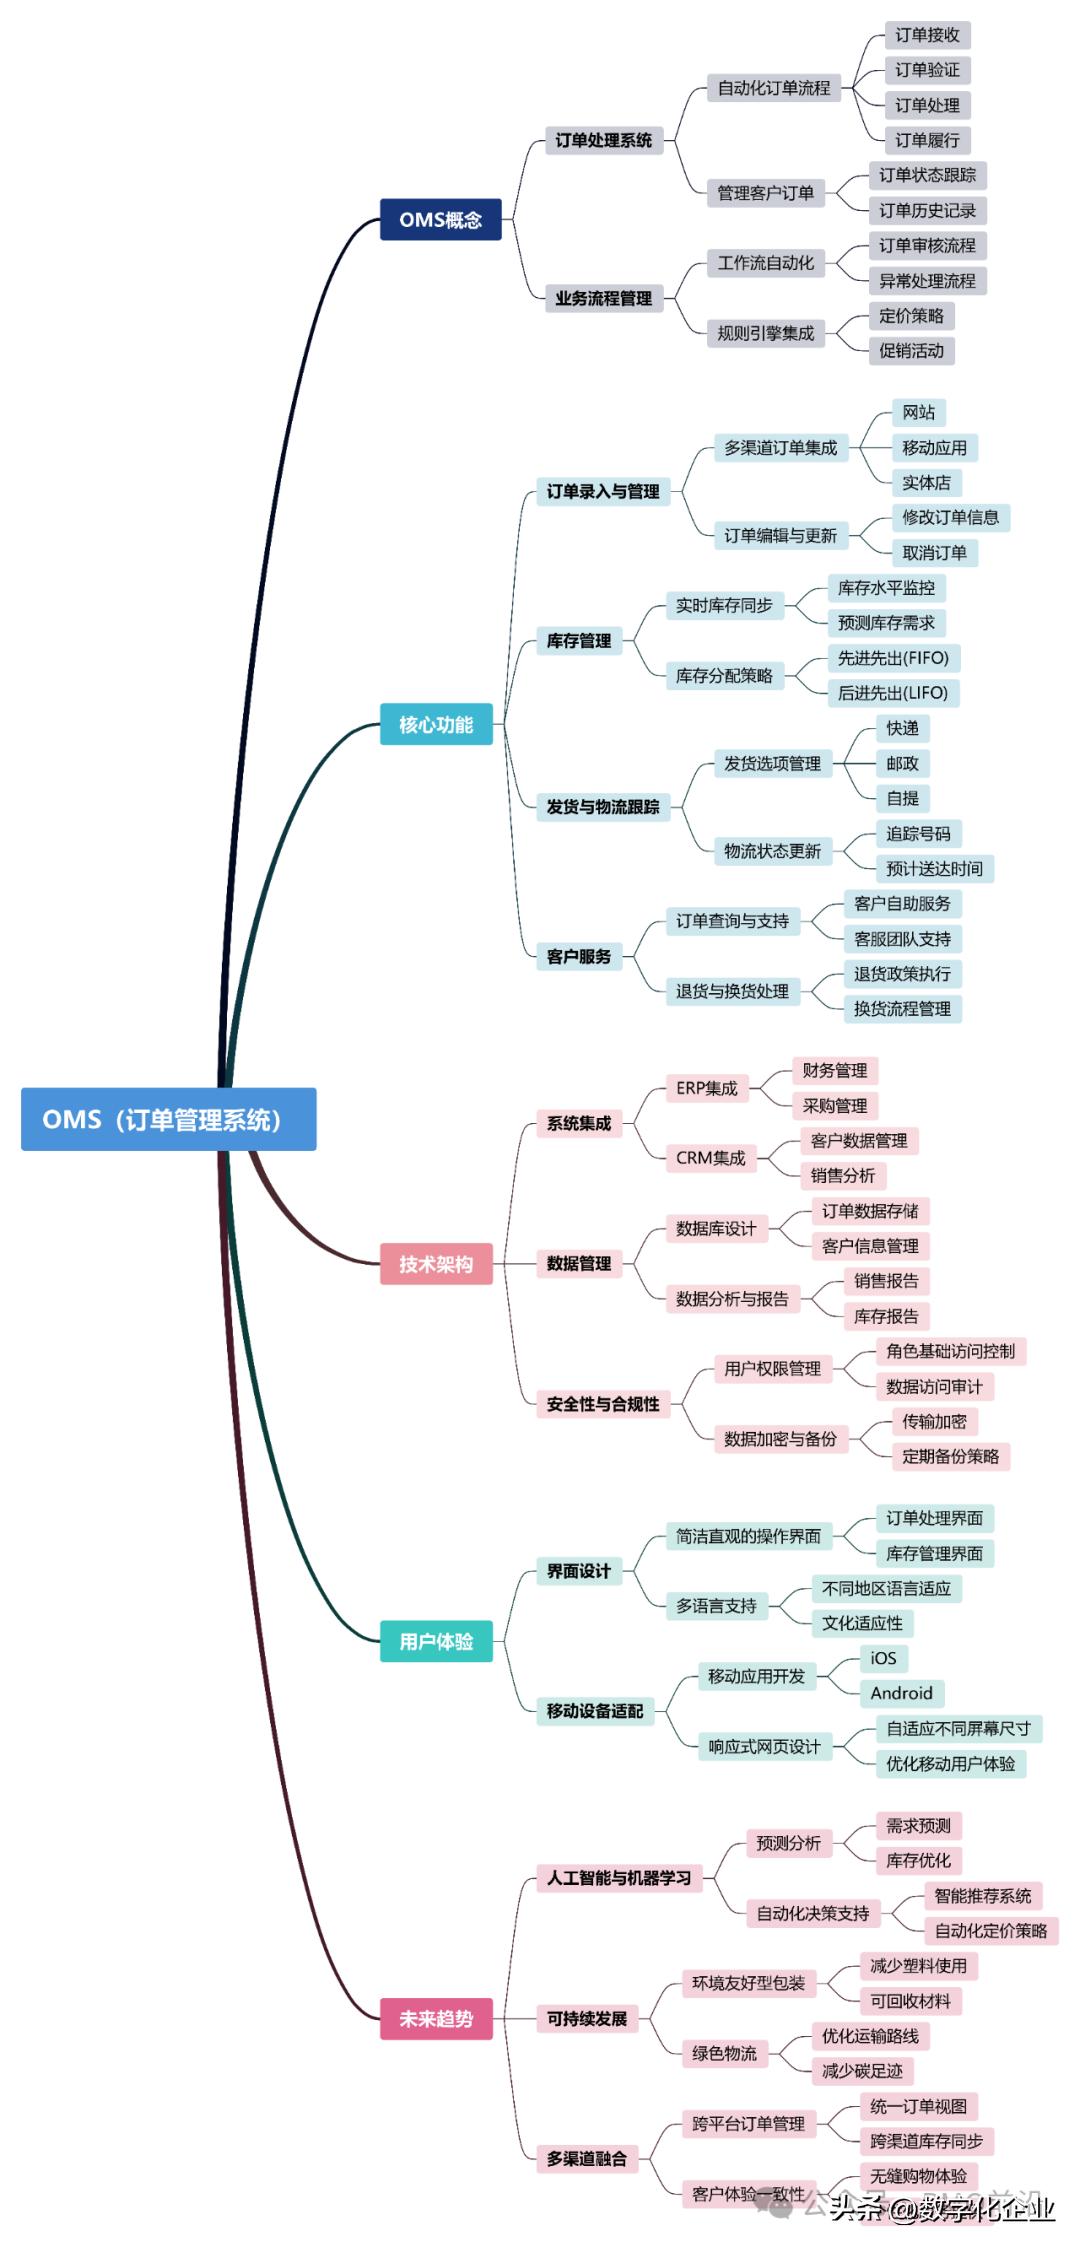 OMS（订单管理系统）
OMS概念
订单处理系统
自动化订单流程
订单接收
订单验证
订单处理
订单履行
管理客户订单
订单状态跟踪
订单历史记录
业务流程管理
工作流自动化
订单审核流程
异常处理流程
规则引擎集成
定价策略
促销活动
核心功能
订单录入与管理
多渠道订单集成
网站
移动应用
实体店
订单编辑与更新
修改订单信息
取消订单
库存管理
实时库存同步
库存水平监控
预测库存需求
库存分配策略
先进先出(FIFO)
后进先出(LIFO)
发货与物流跟踪
发货选项管理
快递
邮政
自提
物流状态更新
追踪号码
预计送达时间
客户服务
订单查询与支持
客户自助服务
客服团队支持
退货与换货处理
退货政策执行
换货流程管理
技术架构
系统集成
ERP集成
财务管理
采购管理
CRM集成
客户数据管理
销售分析
数据管理
数据库设计
订单数据存储
客户信息管理
数据分析与报告
销售报告
库存报告
安全性与合规性
用户权限管理
角色基础访问控制
数据访问审计
数据加密与备份
传输加密
定期备份策略
用户体验
界面设计
简洁直观的操作界面
订单处理界面
库存管理界面
多语言支持
不同地区语言适应
文化适应性
移动设备适配
移动应用开发
iOS
Android
响应式网页设计
自适应不同屏幕尺寸
优化移动用户体验
未来趋势
人工智能与机器学习
预测分析
需求预测
库存优化
自动化决策支持
智能推荐系统
自动化定价策略
可持续发展
环境友好型包装
减少塑料使用
可回收材料
绿色物流
优化运输路线
减少碳足迹
多渠道融合
跨平台订单管理
统一订单视图
跨渠道库存同步
客户体验一致性
无缝购物体验
头条 @数字化企业